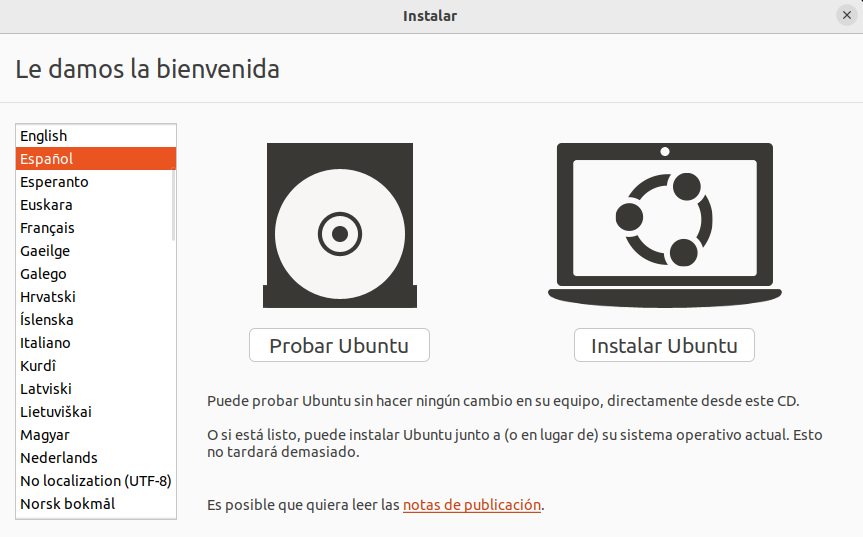 Instalar
Le damos la bienvenida
English
Español
Esperanto
Euskara
Français
Gaeilge
Galego
Hrvatski
Íslenska
Italiano
Kurdî
Latviski
Lietuviškai
Magyar
Nederlands
No localization (UTF-8)
Norsk bokmål
Probar Ubuntu
Instalar Ubuntu
Puede probar Ubuntu sin hacer ningún cambio en su equipo, directamente desde este CD.
O si está listo, puede instalar Ubuntu junto a (o en lugar de) su sistema operativo actual. Esto
no tardará demasiado.
Es posible que quiera leer las notas de publicación.